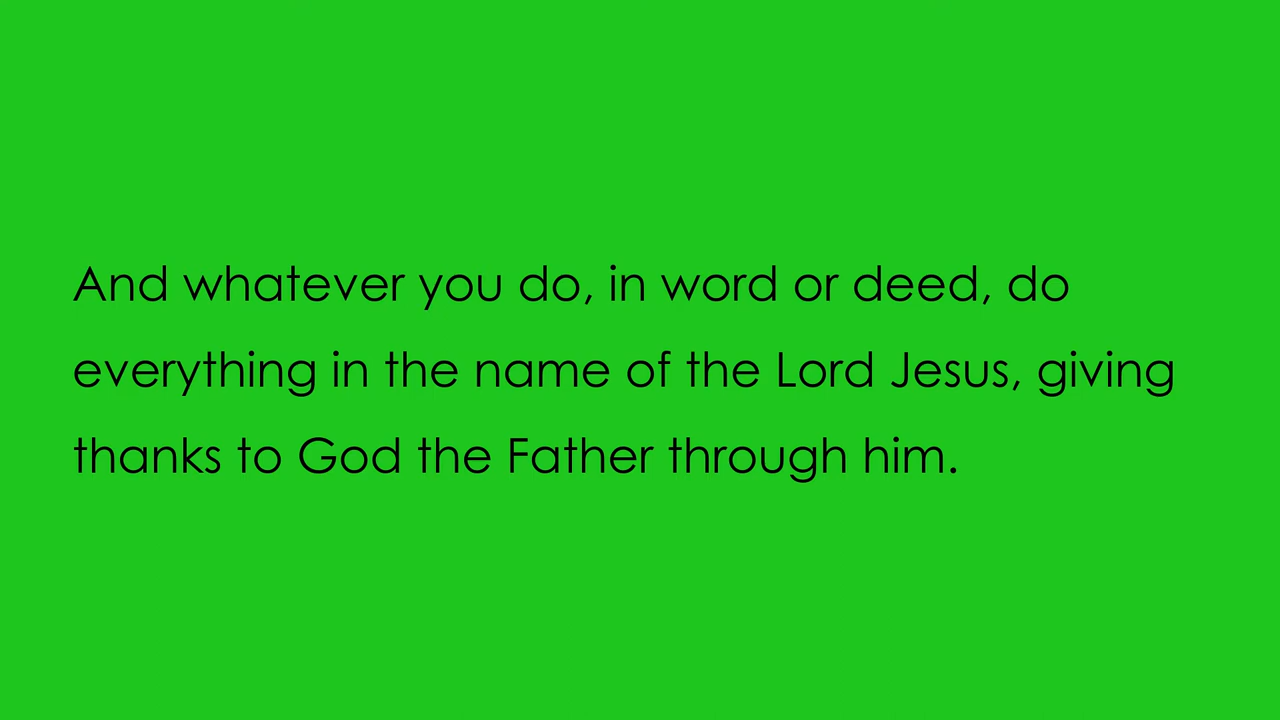 And whatever you do, in word or deed, do
everything in the name of the Lord Jesus, giving
thanks to God the Father through him.